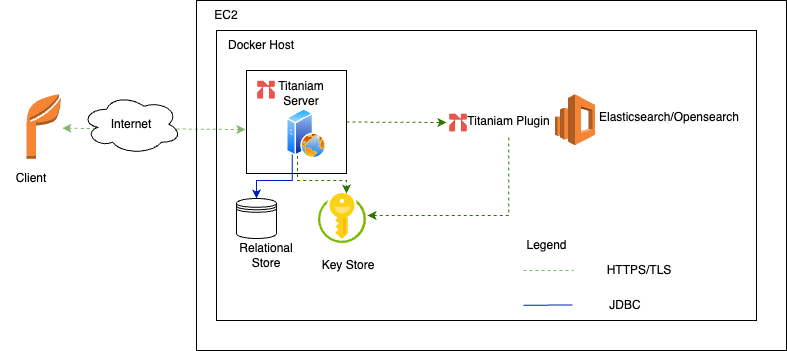 EC2
Docker Host
Titaniam
Server
Internet
Titaniam Plugin
Elasticsearch/Opensearch
Client
Relational
Store
Key Store
Legend
HTTPS/TLS
JDBC